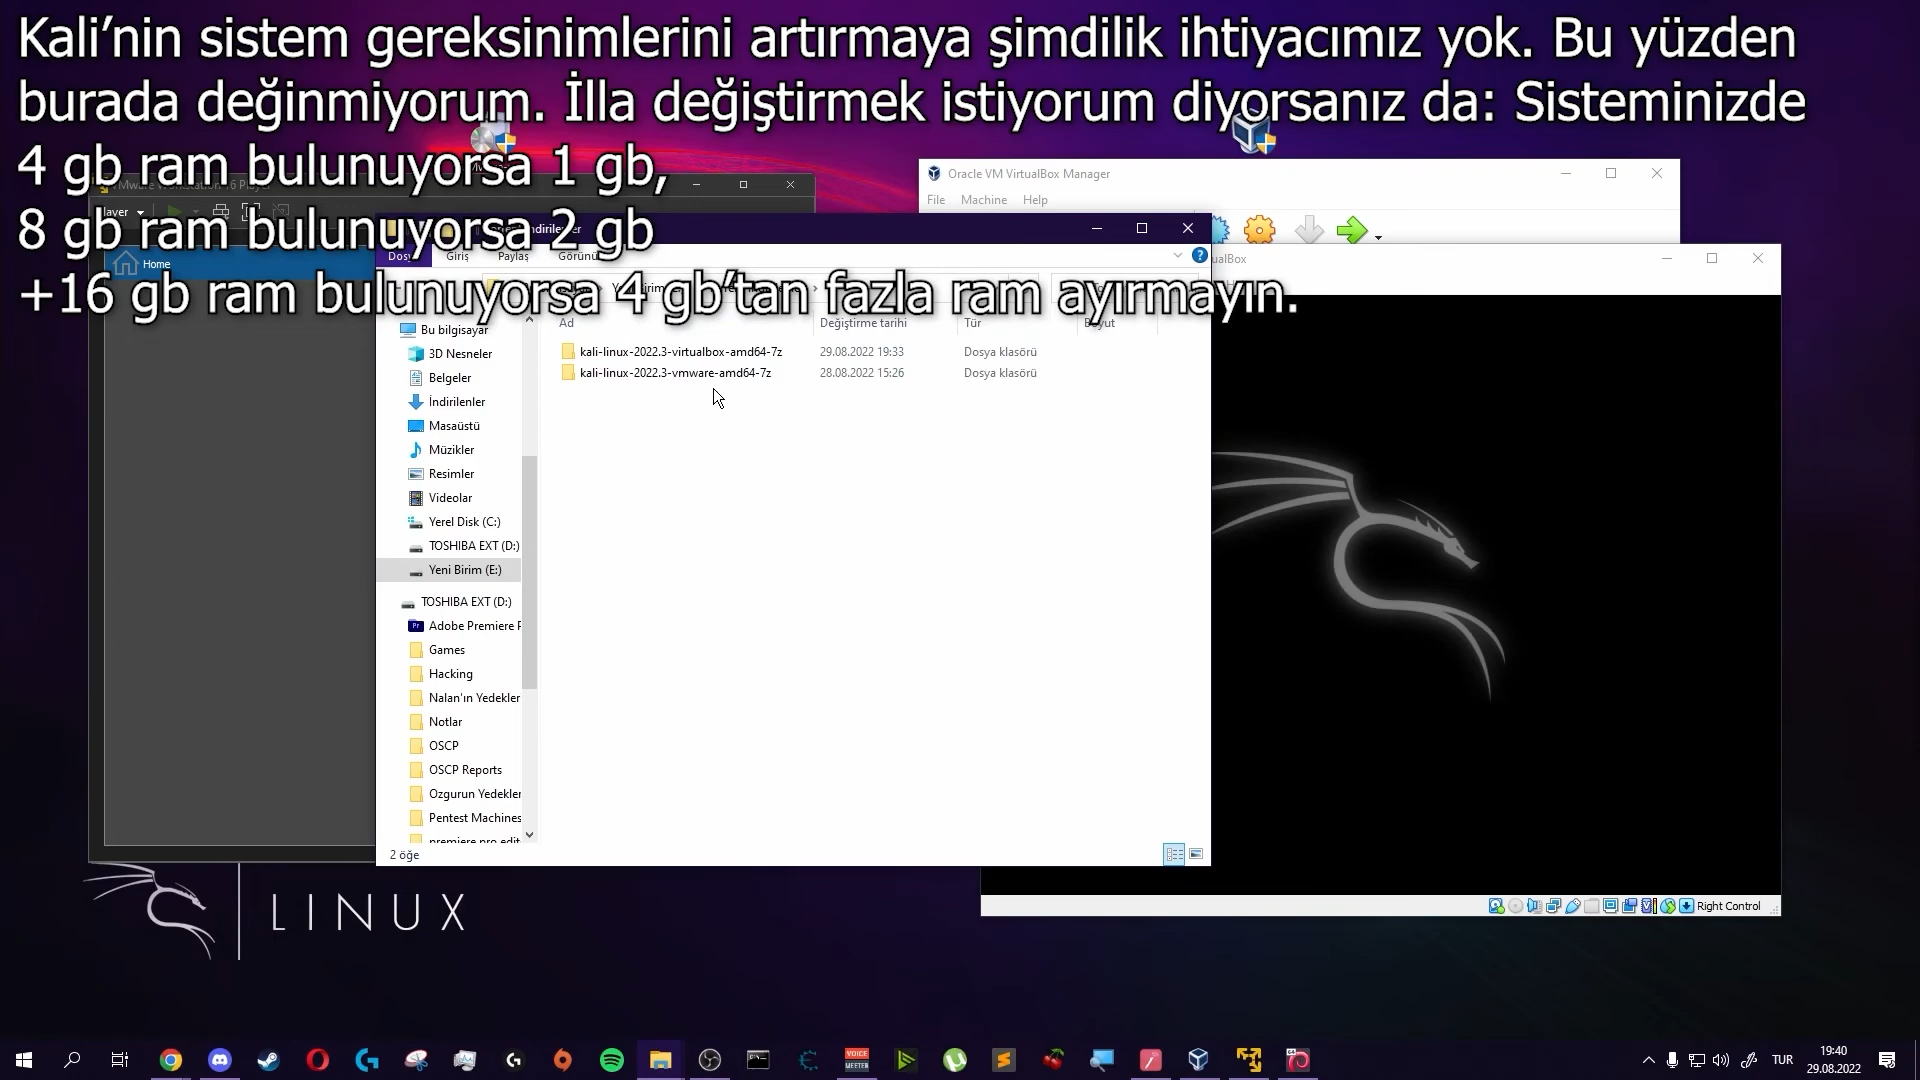 Kali’nin sistem gereksinimlerini artırmaya şimdilik ihtiyacımız yok. Bu yüzden
burada değinmiyorum. İlla değiştirmek istiyorum diyorsanız da: Sisteminizde
4 gb ram bulunuyorsa 1 gb,
8 gb ram bulunuyorsa 2 gb
+16 gb ram bulunuyorsa 4 gb’tan fazla ram ayırmayın.
Oracle VM VirtualBox Manager
File Machine Help
Home
Giriş Paylaş
Bu bilgisayar
3D Nesneler
Belgeler
İndirilenler
Masaüstü
Müzikler
Resimler
Videolar
Yerel Disk (C:)
TOSHIBA EXT (D:)
Yeni Birim (E:)
TOSHIBA EXT (D:)
Adobe Premiere P
Games
Hacking
Nalan'ın Yedekler
Notlar
OSCP
OSCP Reports
Ozgurun Yedekler
Pentest Machines
2 öğe
Ad Değiştirme tarihi Tür Boyut
kali-linux-2022.3-virtualbox-amd64-7z 29.08.2022 19:33 Dosya klasörü
kali-linux-2022.3-vmware-amd64-7z 28.08.2022 15:26 Dosya klasörü
Right Control
LINUX
VOICE
MEETER
TUR
19:40
29.08.2022